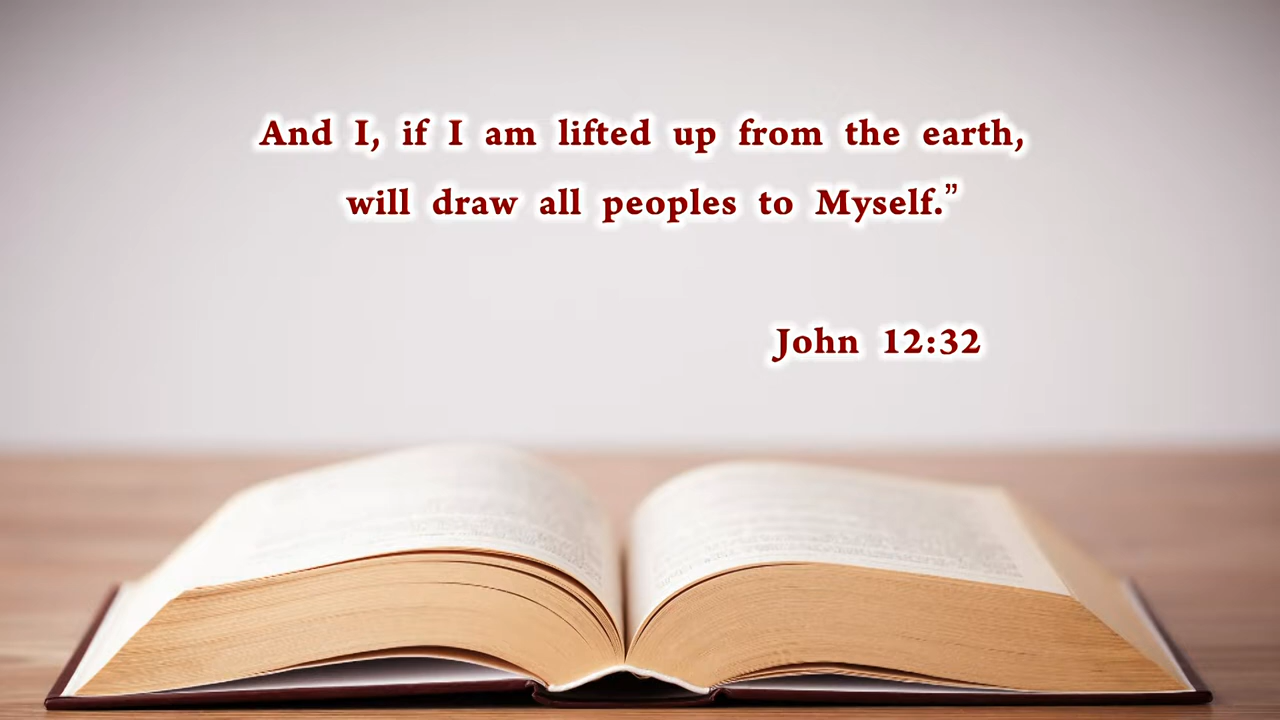 And I, if I am lifted up from the earth,
will draw all peoples to Myself.”
John 12:32